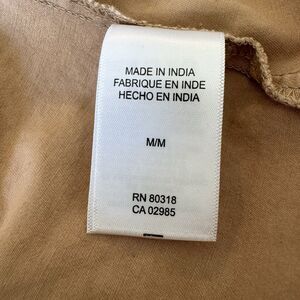 MADE IN INDIA
FABRIQUE EN INDE
HECHO EN INDIA
M/M
RN 80318
CA 02985